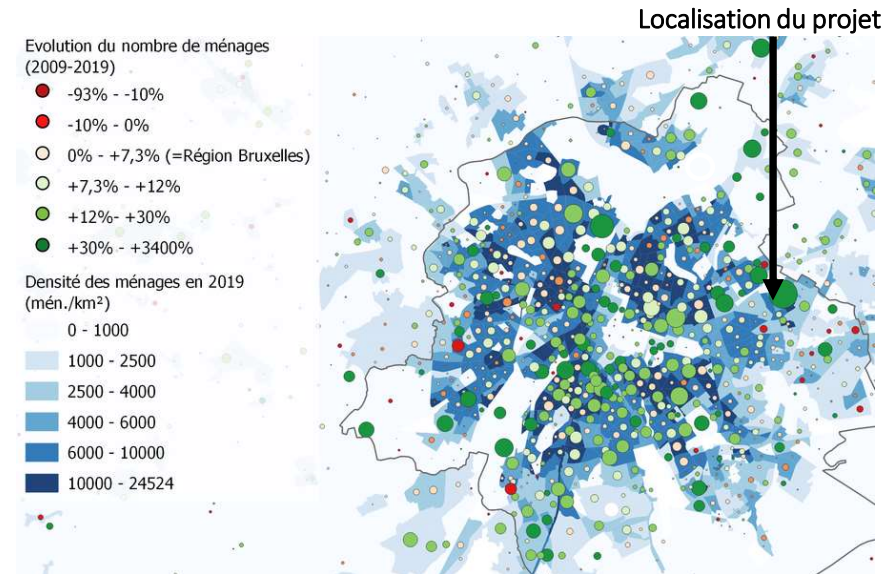 Localisation du projet
Evolution du nombre de ménages
(2009-2019)
-93% - -10%
-10% - 0%
0% - +7,3% (=Région Bruxelles)
+7,3% - +12%
+12%- +30%
+30% - +3400%
Densité des ménages en 2019
(mén./km²)
0 - 1000
1000 - 2500
2500 - 4000
4000 - 6000
6000 - 10000
10000 - 24524